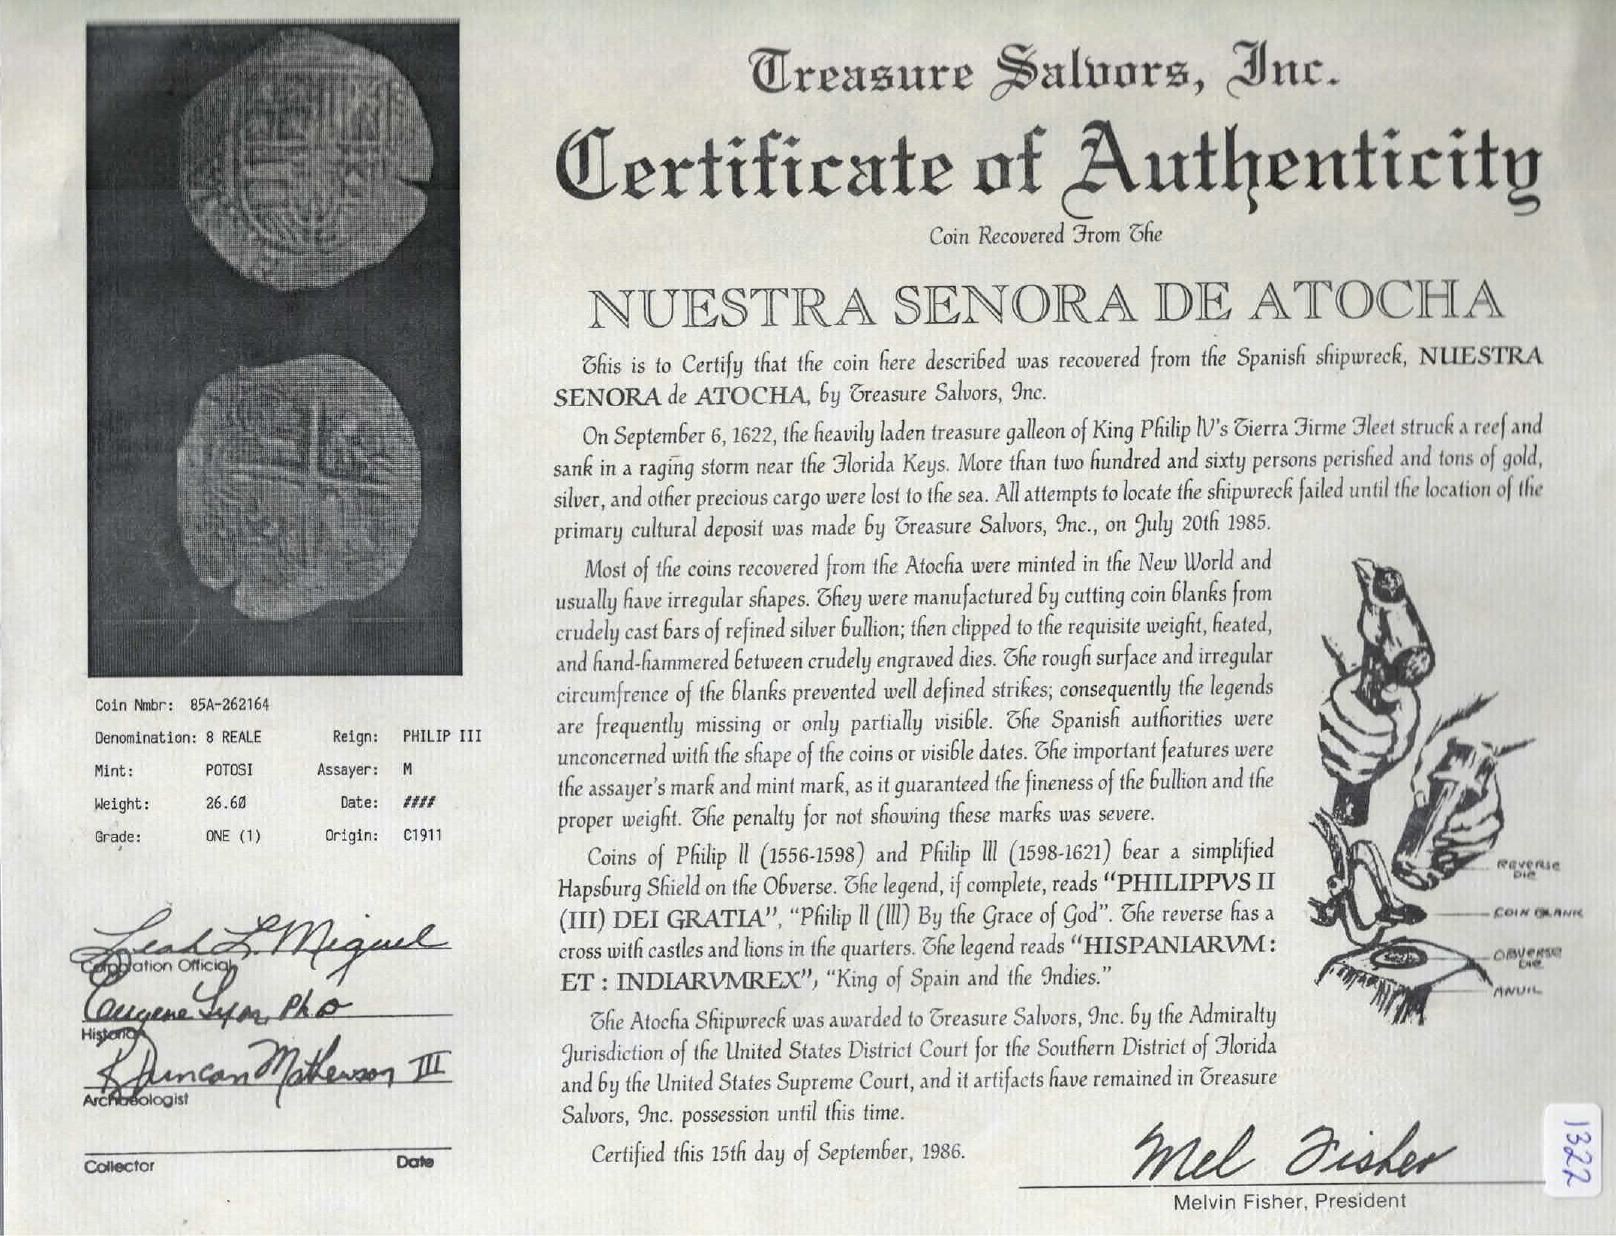 Treasure Salvors, Inc.
Certificate of Authenticity
Coin Recovered From The
NUESTRA SENORA DE ATOCHA
This is to Certify that the coin here described was recovered from the Spanish shipwreck, NUESTRA
SENORA de ATOCHA, by Treasure Salvors, Inc.
On September 6, 1622, the heavily laden treasure galleon of King Philip IV's Tierra Firme Fleet struck a reef and
sank in a raging storm near the Florida Keys. More than two hundred and sixty persons perished and tons of gold,
silver, and other precious cargo were lost to the sea. All attempts to locate the shipwreck failed until the location of the
primary cultural deposit was made by Treasure Salvors, Inc., on July 20th 1985.
Most of the coins recovered from the Atocha were minted in the New World and
usually have irregular shapes. They were manufactured by cutting coin blanks from
crudely cast bars of refined silver bullion; then clipped to the requisite weight, heated,
and hand-hammered between crudely engraved dies. The rough surface and irregular
circumfrence of the blanks prevented well defined strikes; consequently the legends
are frequently missing or only partially visible. The Spanish authorities were
unconcerned with the shape of the coins or visible dates. The important features were
the assayer's mark and mint mark, as it guaranteed the fineness of the bullion and the
proper weight. The penalty for not showing these marks was severe.
Coins of Philip II (1556-1598) and Philip III (1598-1621) bear a simplified
Hapsburg Shield on the Obverse. The legend, if complete, reads "PHILIPPVS II
(III) DEI GRATIA", "Philip II (III) By the Grace of God". The reverse has a
cross with castles and lions in the quarters. The legend reads "HISPANIARVM :
ET : INDIARVMREX", "King of Spain and the Indies."
The Atocha Shipwreck was awarded to Treasure Salvors, Inc. by the Admiralty
Jurisdiction of the United States District Court for the Southern District of Florida
and by the United States Supreme Court, and it artifacts have remained in Treasure
Salvors, Inc. possession until this time.
Certified this 15th day of September, 1986.
REVERSE
DIE
COIN BLANK
OBVERSE
DIE
ANVIL
Coin Nmbr: 85A-262164
Denomination: 8 REALE Reign: PHILIP III
Mint: POTOSI Assayer: M
Weight: 26.60 Date: ####
Grade: ONE (1) Origin: C1911
Leah L. Miguel
Corporation Official
Eugene Lyon, Ph D
Historian
R Duncan Mathewson III
Archaeologist
Collector Date
Mel Fisher
Melvin Fisher, President
1322